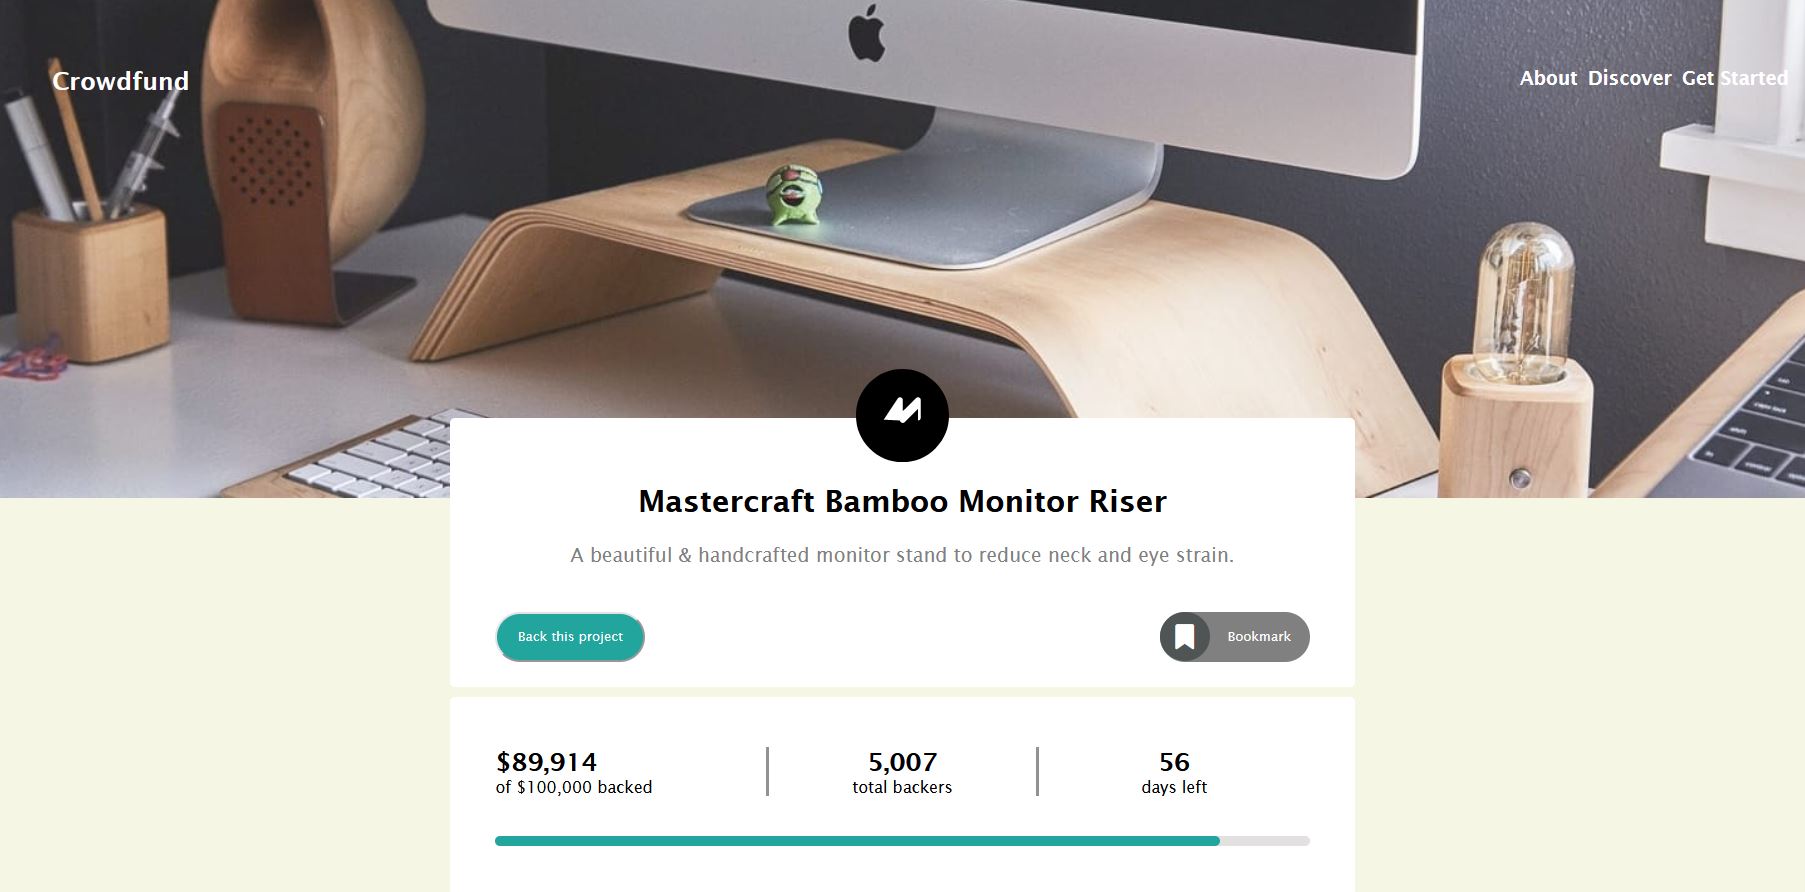 Crowdfund
About Discover Get Started
Mastercraft Bamboo Monitor Riser
A beautiful & handcrafted monitor stand to reduce neck and eye strain.
Back this project
Bookmark
$89,914
of $100,000 backed
5,007
total backers
56
days left